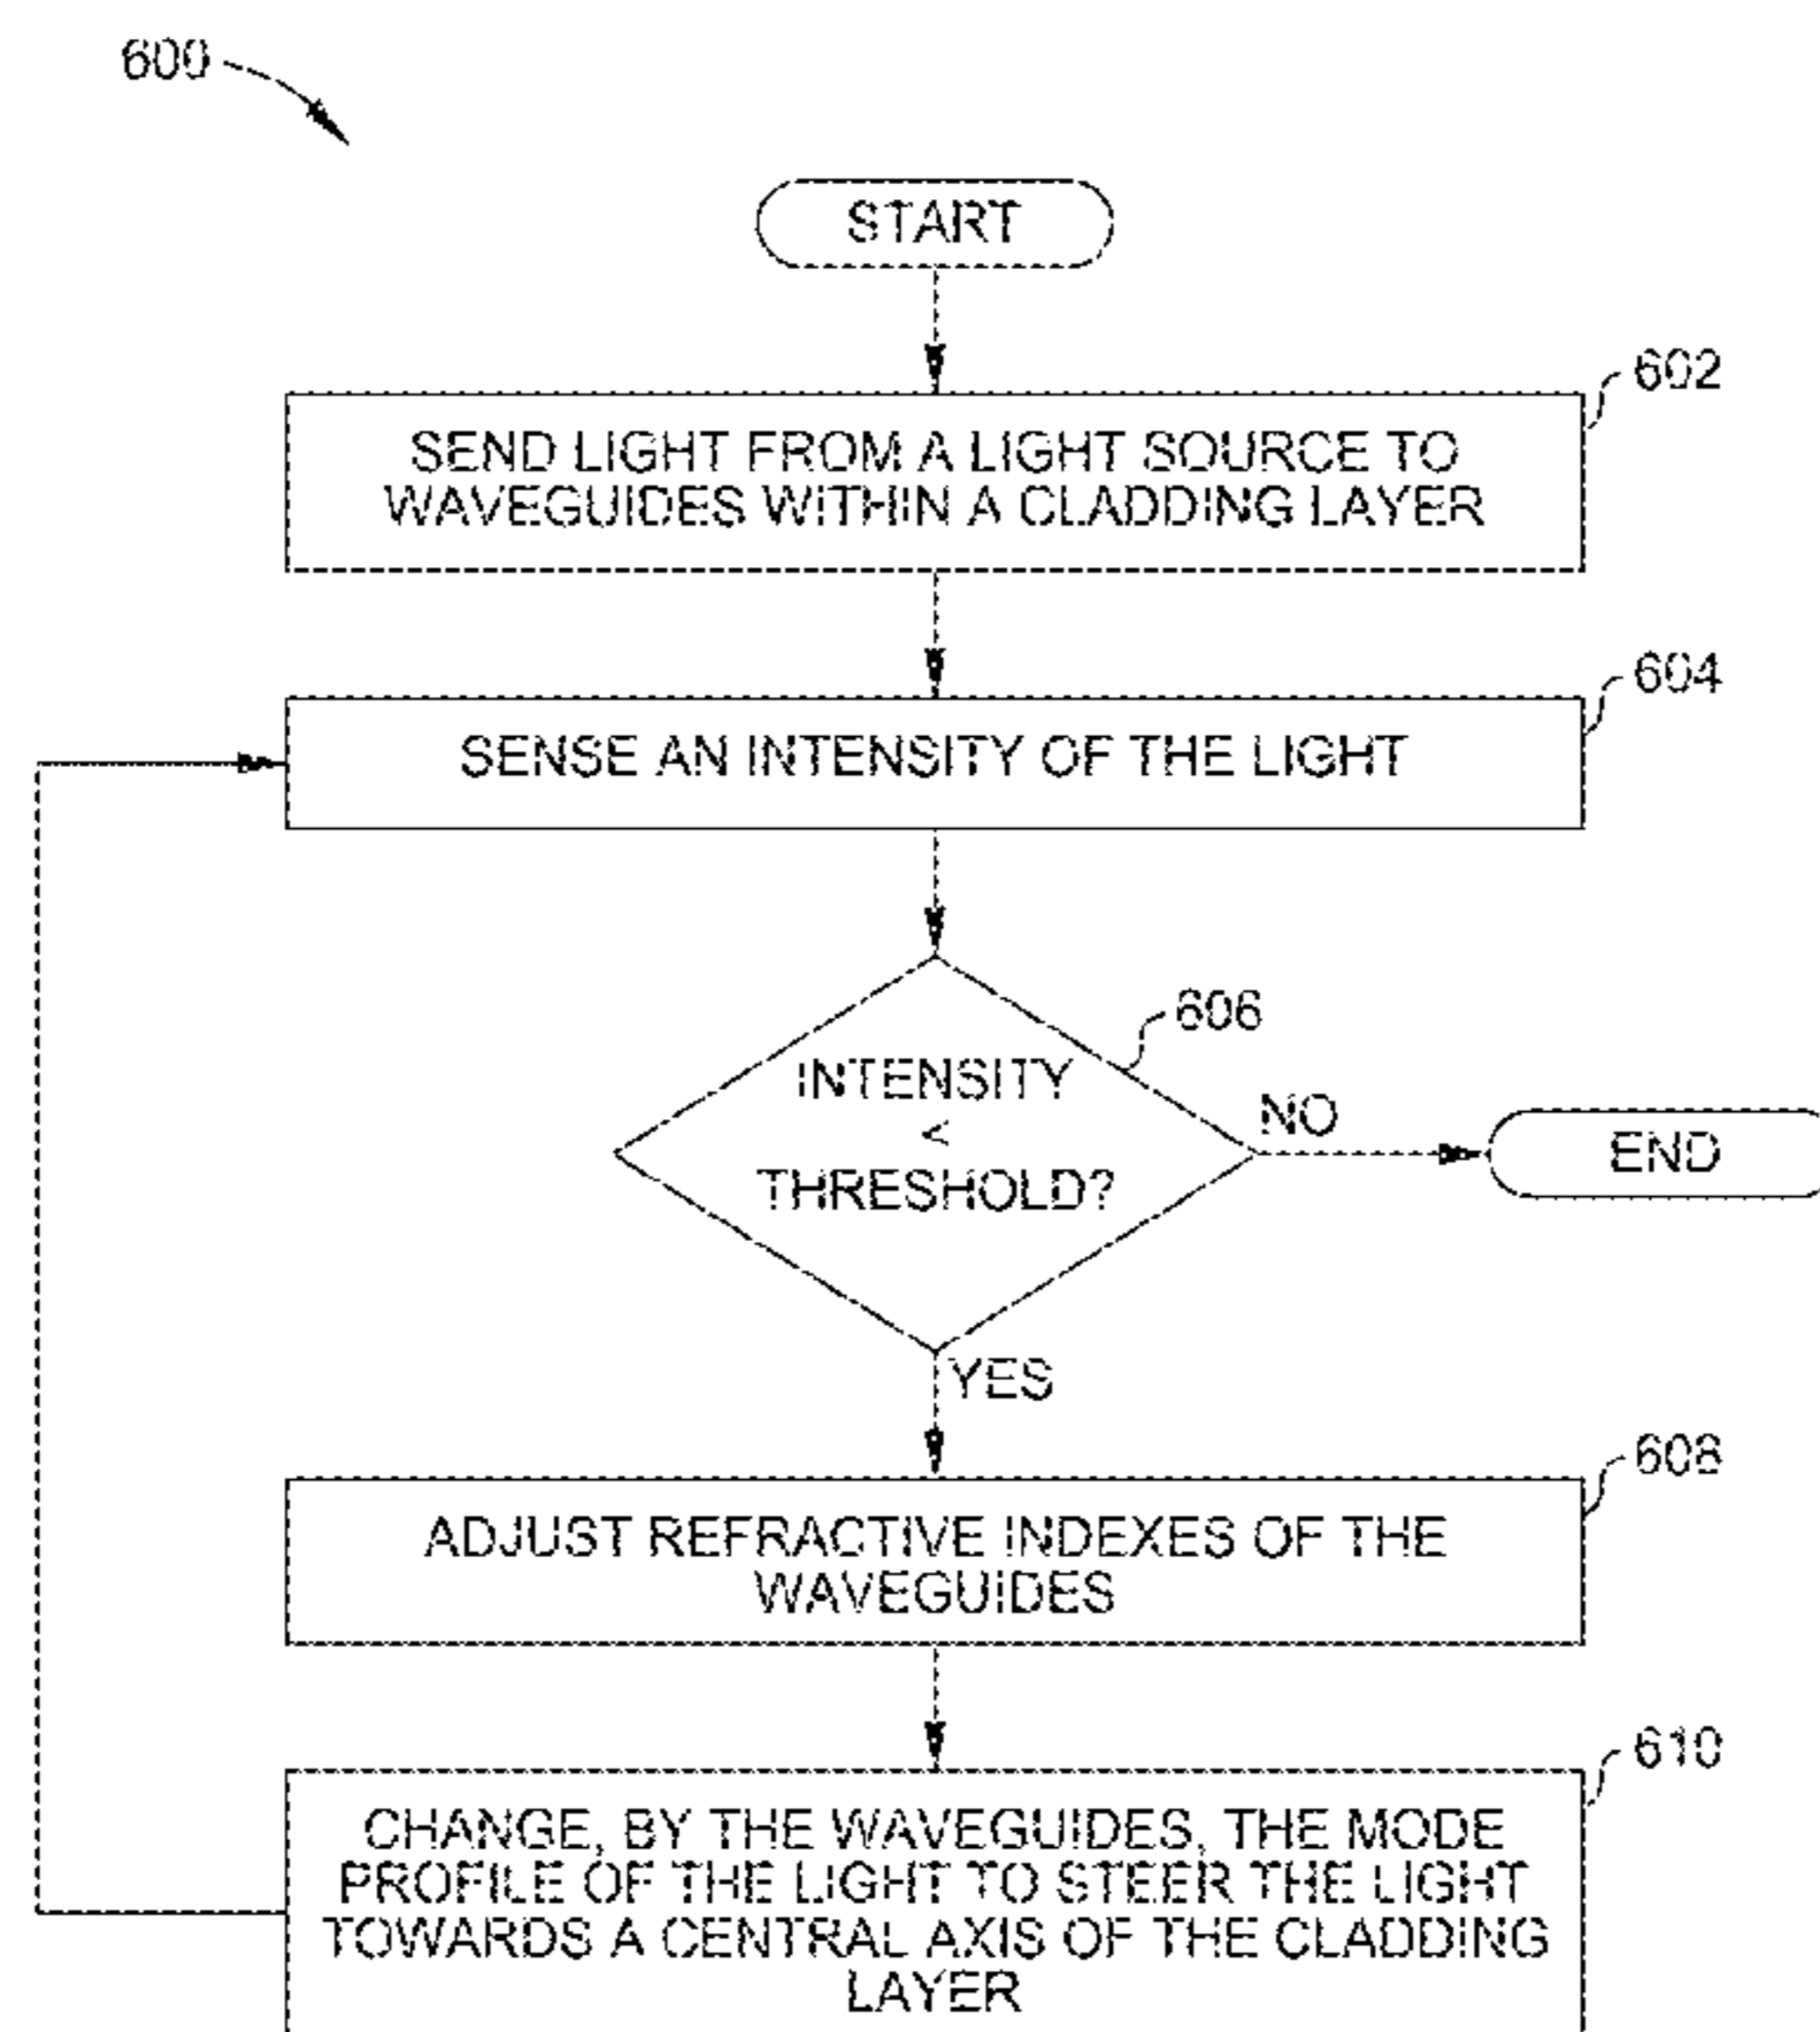 600
START
602
SEND LIGHT FROM A LIGHT SOURCE TO
WAVEGUIDES WITHIN A CLADDING LAYER
604
SENSE AN INTENSITY OF THE LIGHT
606
INTENSITY
<
THRESHOLD?
NO
END
YES
608
ADJUST REFRACTIVE INDEXES OF THE
WAVEGUIDES
610
CHANGE, BY THE WAVEGUIDES, THE MODE
PROFILE OF THE LIGHT TO STEER THE LIGHT
TOWARDS A CENTRAL AXIS OF THE CLADDING
LAYER